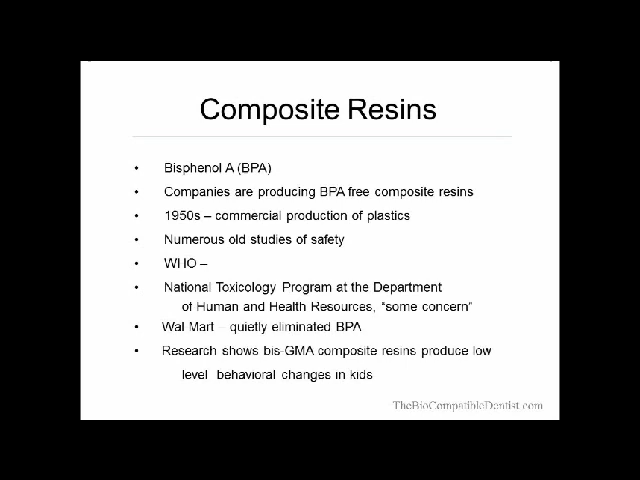 Composite Resins
• Bisphenol A (BPA)
• Companies are producing BPA free composite resins
• 1950s – commercial production of plastics
• Numerous old studies of safety
• WHO –
• National Toxicology Program at the Department
of Human and Health Resources, “some concern”
• Wal Mart – quietly eliminated BPA
• Research shows bis-GMA composite resins produce low
level behavioral changes in kids
TheBioCompatibleDentist.com